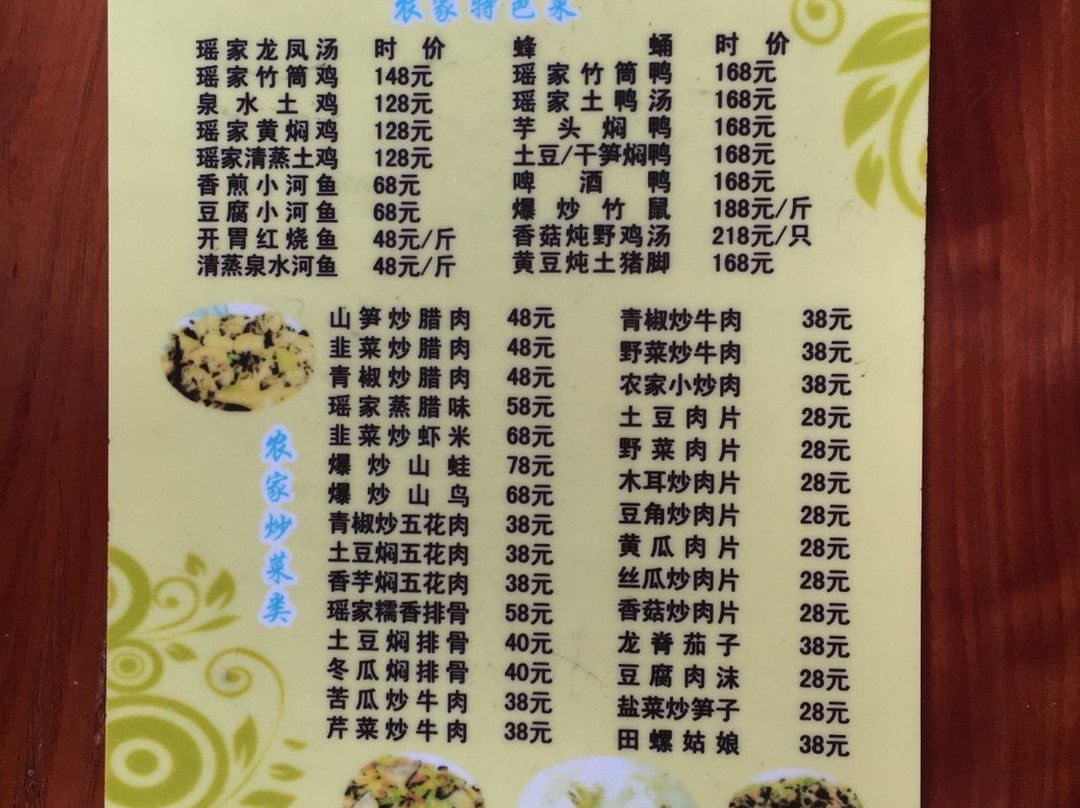 农家特色菜
瑶家龙凤汤 时价
瑶家竹筒鸡 148元
泉水土鸡 128元
瑶家黄焖鸡 128元
瑶家清蒸土鸡 128元
香煎小河鱼 68元
豆腐小河鱼 68元
开胃红烧鱼 48元/斤
清蒸泉水河鱼 48元/斤
蜂蛹 时价
瑶家竹筒鸭 168元
瑶家土鸭汤 168元
芋头焖鸭 168元
土豆/干笋焖鸭 168元
啤酒鸭 168元
爆炒竹鼠 188元/斤
香菇炖野鸡汤 218元/只
黄豆炖土猪脚 168元
农家炒菜类
山笋炒腊肉 48元
韭菜炒腊肉 48元
青椒炒腊肉 48元
瑶家蒸腊味 58元
韭菜炒虾米 68元
爆炒山蛙 78元
爆炒山鸟 68元
青椒炒五花肉 38元
土豆焖五花肉 38元
香芋焖五花肉 38元
瑶家糯香排骨 58元
土豆焖排骨 40元
冬瓜焖排骨 40元
苦瓜炒牛肉 38元
芹菜炒牛肉 38元
青椒炒牛肉 38元
野菜炒牛肉 38元
农家小炒肉 38元
土豆肉片 28元
野菜肉片 28元
木耳炒肉片 28元
豆角炒肉片 28元
黄瓜肉片 28元
丝瓜炒肉片 28元
香菇炒肉片 28元
龙脊茄子 38元
豆腐肉沫 28元
盐菜炒笋子 28元
田螺姑娘 38元